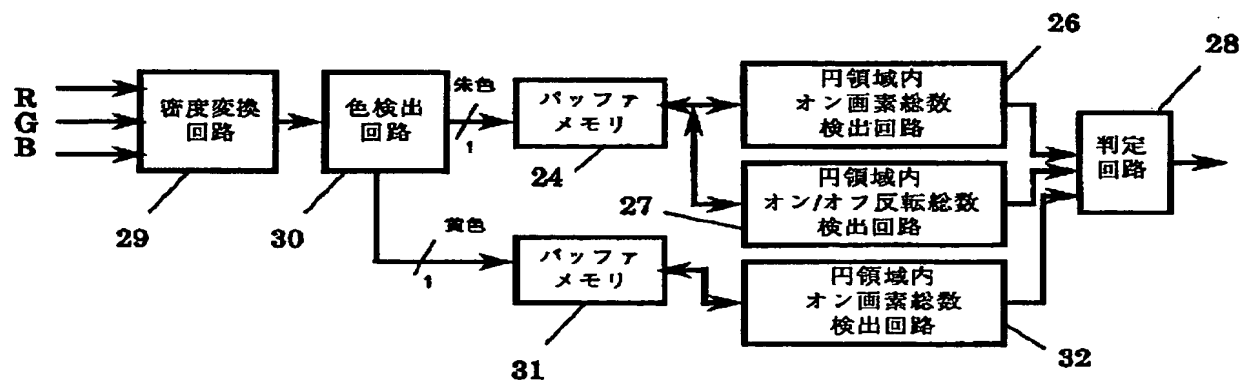 R
G
B
密度変換
回路
29
色検出
回路
30
朱色
1
バッファ
メモリ
24
黄色
1
バッファ
メモリ
31
円領域内
オン画素総数
検出回路
26
円領域内
オン/オフ反転総数
検出回路
27
円領域内
オン画素総数
検出回路
32
判定
回路
28